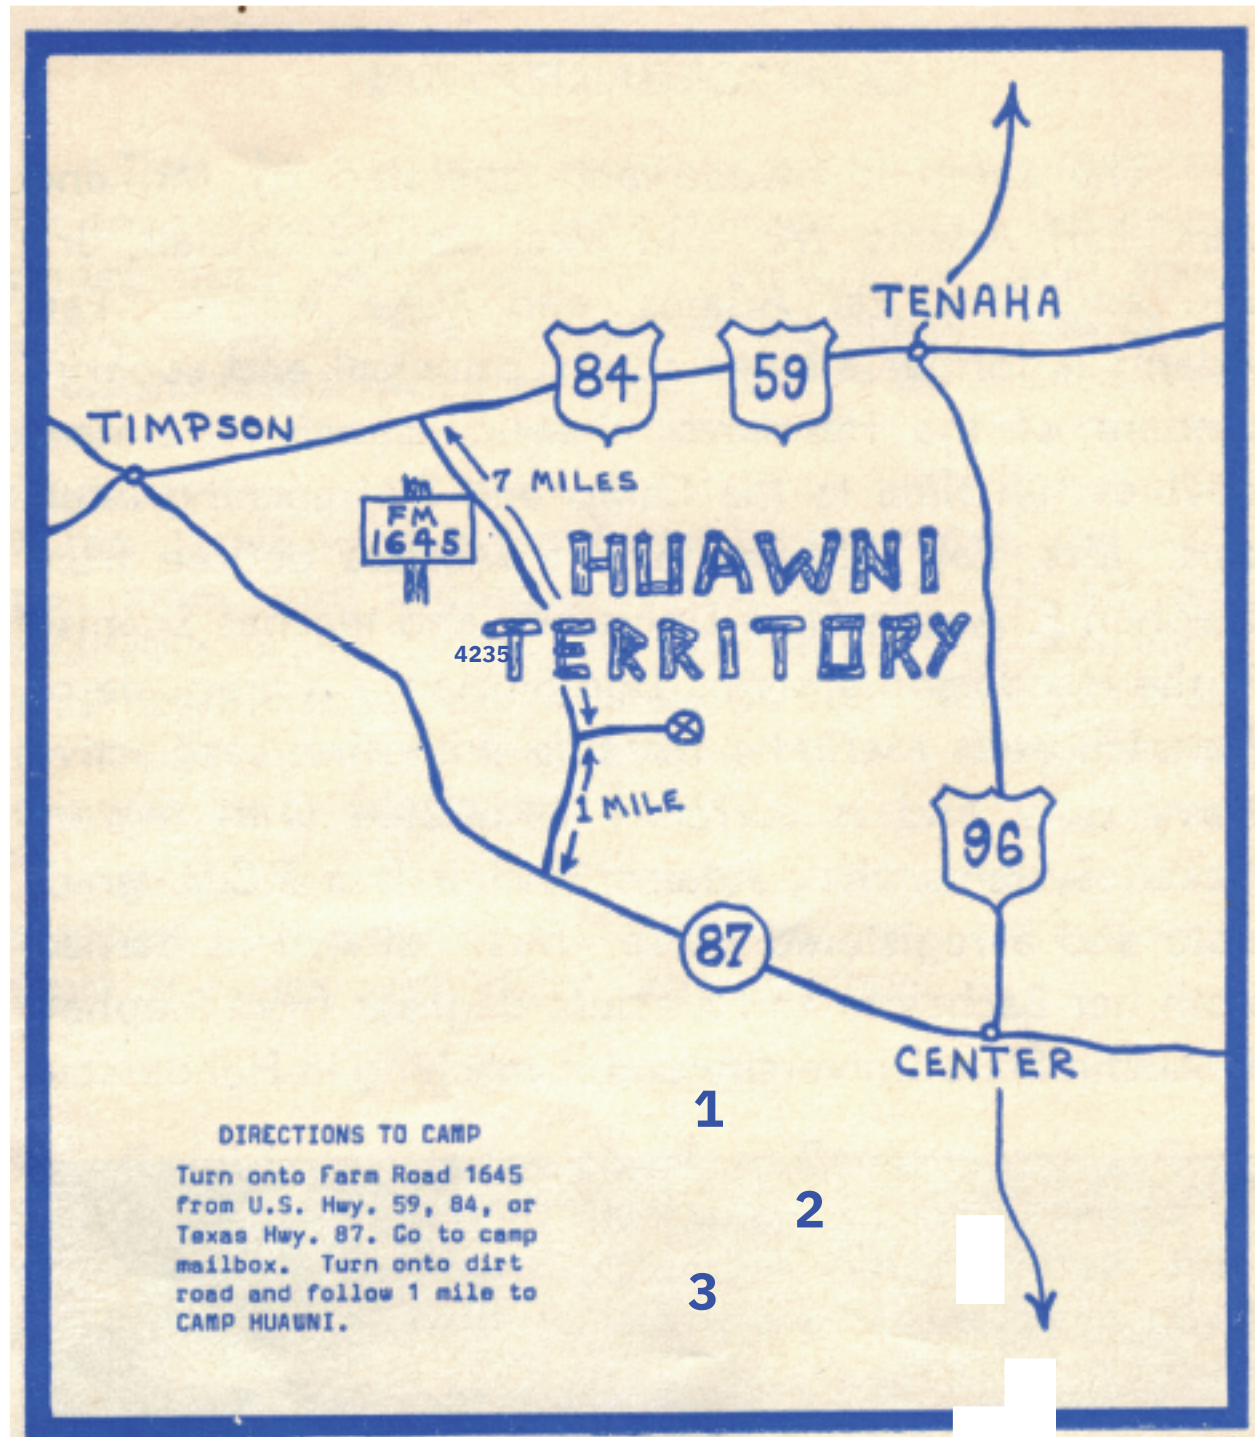 TENAHA
84
59
TIMPSON
7 MILES
FM
1645
HUAWNI
4235
TERRITORY
1 MILE
96
87
CENTER
1
DIRECTIONS TO CAMP
Turn onto Farm Road 1645
from U.S. Hwy. 59, 84, or
Texas Hwy. 87. Go to camp
mailbox. Turn onto dirt
road and follow 1 mile to
CAMP HUAWNI.
2
3